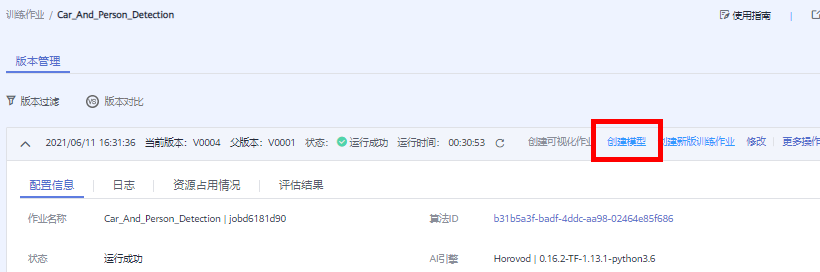 训练作业 / Car_And_Person_Detection 使用指南
版本管理
版本过滤 VS 版本对比
2021/06/11 16:31:36 当前版本: V0004 父版本: V0001 状态: 运行成功 运行时间: 00:30:53 创建可视化作业 创建模型 创建新版训练作业 修改 更多操作
配置信息 日志 资源占用情况 评估结果
作业名称 Car_And_Person_Detection | jobd6181d90 算法ID b31b5a3f-badf-4ddc-aa98-02464e85f686
状态 运行成功 AI引擎 Horovod | 0.16.2-TF-1.13.1-python3.6